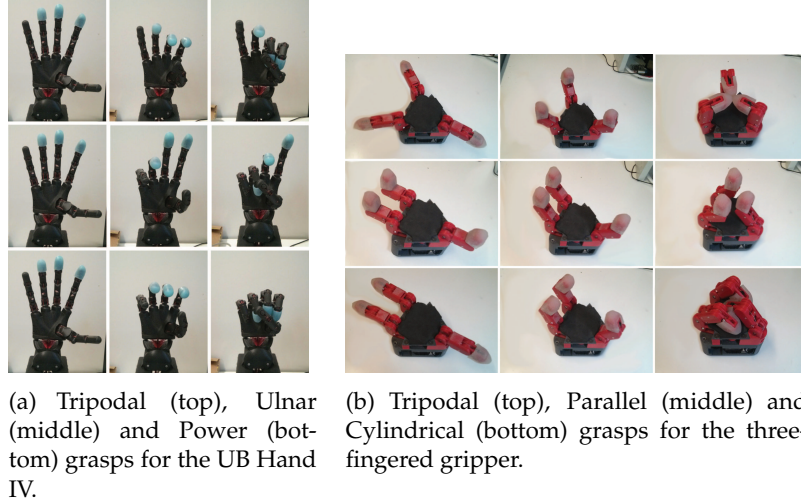 (a) Tripodal (top), Ulnar
(middle) and Power (bot-
tom) grasps for the UB Hand
IV.
(b) Tripodal (top), Parallel (middle) and
Cylindrical (bottom) grasps for the three-
fingered gripper.